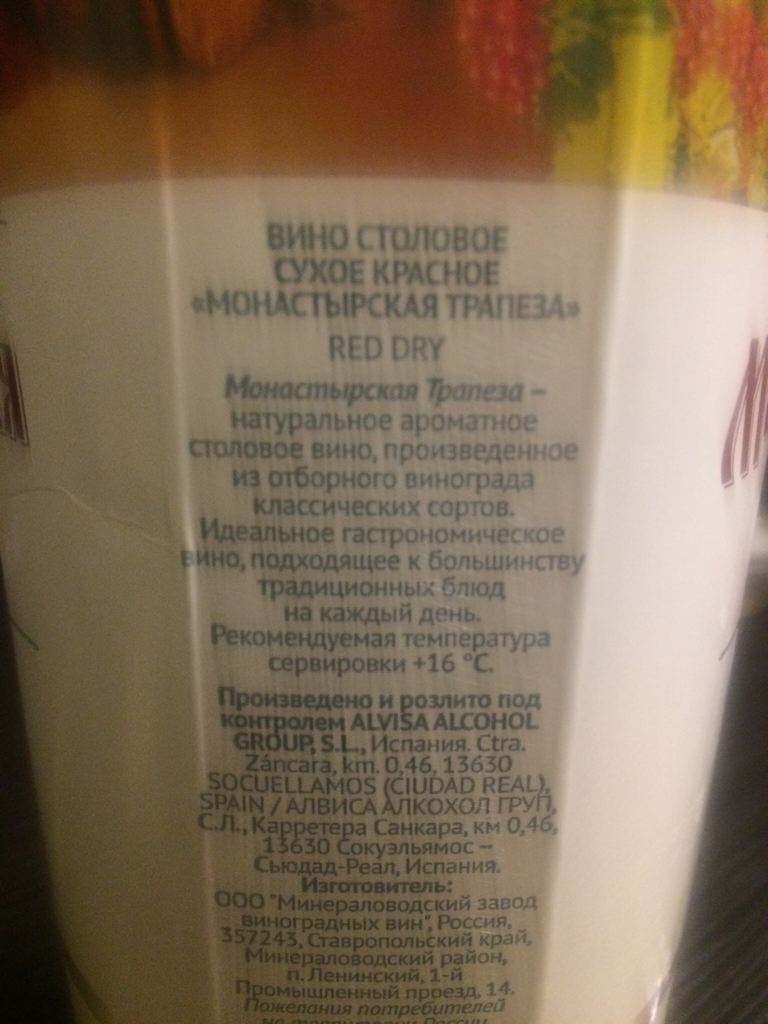 ВИНО СТОЛОВОЕ
СУХОЕ КРАСНОЕ
«МОНАСТЫРСКАЯ ТРАПЕЗА»
RED DRY
Монастырская Трапеза –
натуральное ароматное
столовое вино, произведенное
из отборного винограда
классических сортов.
Идеальное гастрономическое
вино, подходящее к большинству
традиционных блюд
на каждый день.
Рекомендуемая температура
сервировки +16 °С.
Произведено и розлито под
контролем ALVISA ALCOHOL
GROUP, S.L., Испания. Ctra.
Záncara, km. 0,46, 13630
SOCUELLAMOS (CIUDAD REAL),
SPAIN / АЛВИСА АЛКОХОЛ ГРУП,
С.Л., Карретера Санкара, км 0,46,
13630 Сокуэльямос –
Сьюдад-Реал, Испания.
Изготовитель:
ООО "Минераловодский завод
виноградных вин", Россия,
357243, Ставропольский край,
Минераловодский район,
п. Ленинский, 1-й
Промышленный проезд, 14.
Пожелания потребителей
на территории России